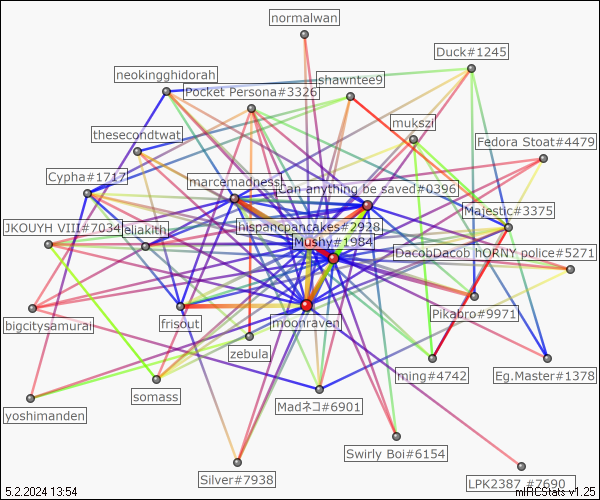 normalwan
Duck#1245
neokingghidorah
shawntee9
Pocket Persona#3326
mukszi
thesecondtwat
Fedora Stoat#4479
Cypha#1717
marcemadness
Can anything be saved#0396
Majestic#3375
JKOUYH VIII#7034
eliakith
hispancpancakes#2928
Mushy#1984
DacobDacob hORNY police#5271
Pikabro#9971
bigcitysamurai
frisout
moonraven
zebula
ming#4742
Eg.Master#1378
somass
yoshimanden
Madネコ#6901
Swirly Boi#6154
Silver#7938
LPK2387_#7690
5.2.2024 13:54
mIRCStats v1.25